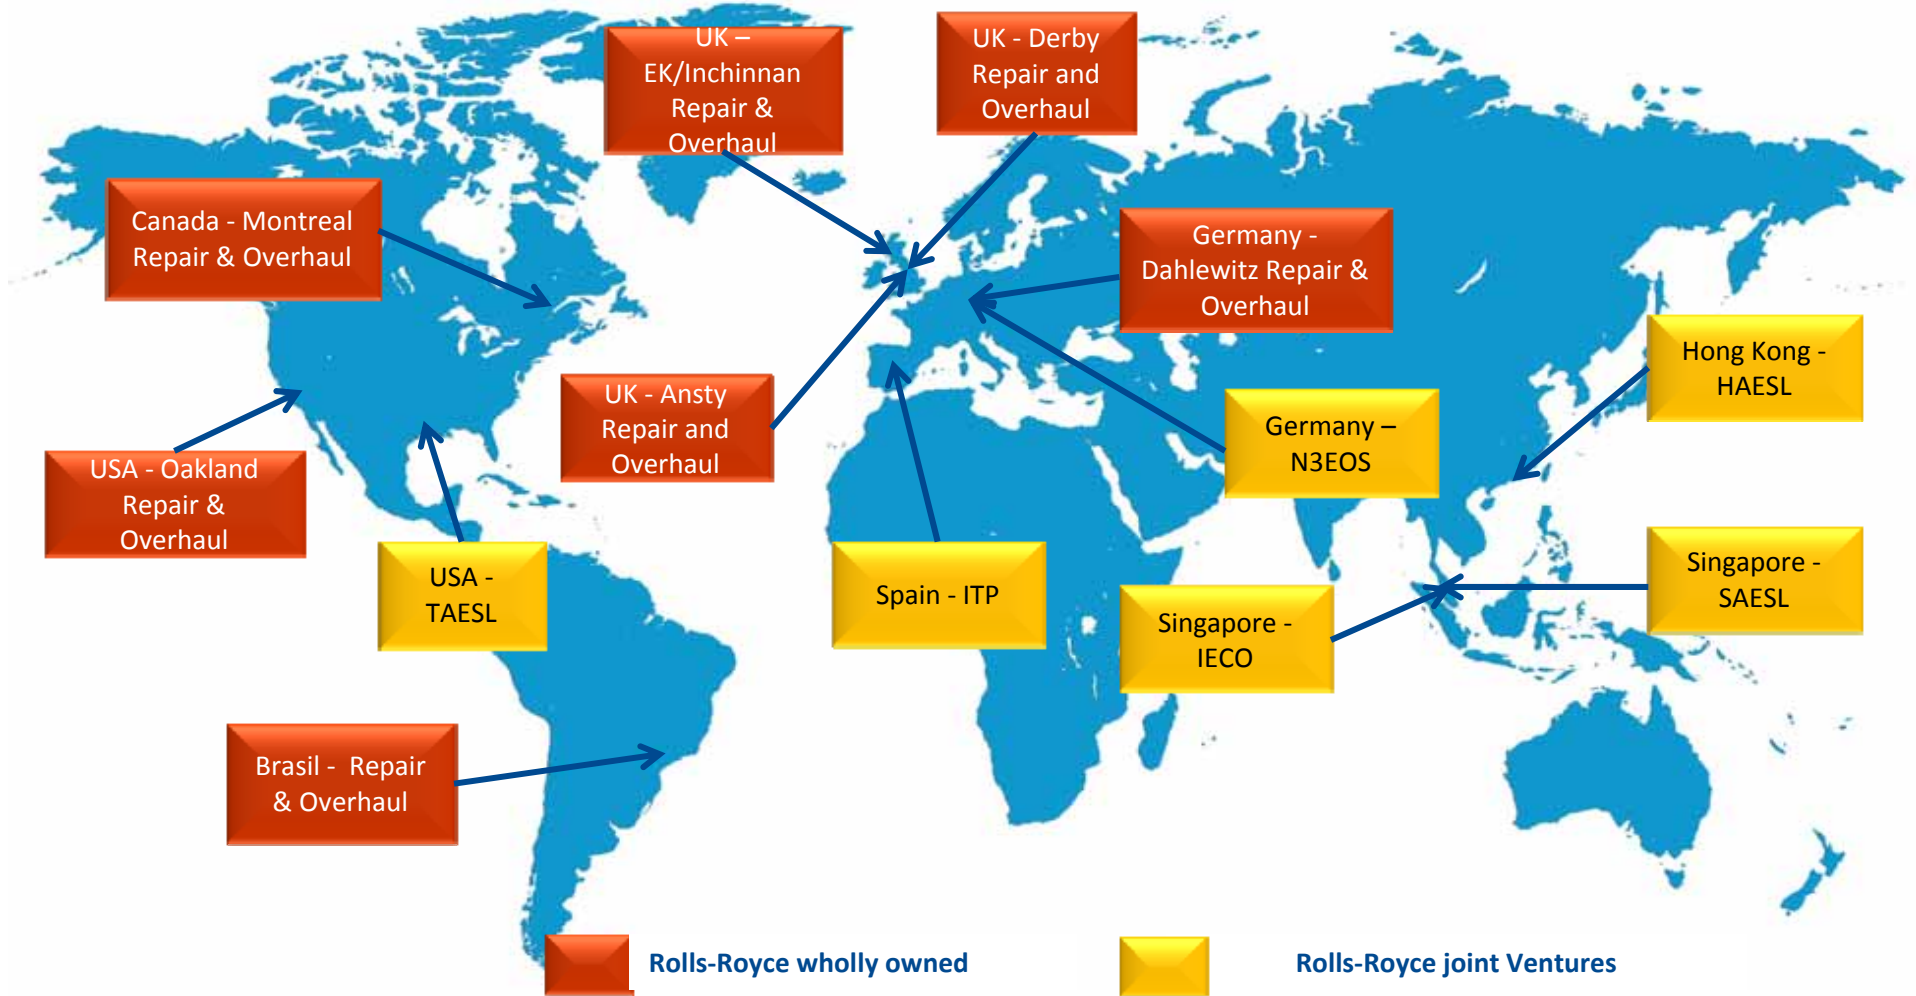 UK –
EK/Inchinnan
Repair &
Overhaul
UK - Derby
Repair and
Overhaul
Canada - Montreal
Repair & Overhaul
Germany -
Dahlewitz Repair &
Overhaul
Hong Kong -
HAESL
UK - Ansty
Repair and
Overhaul
Germany –
N3EOS
USA - Oakland
Repair &
Overhaul
USA -
TAESL
Spain - ITP
Singapore -
SAESL
Singapore -
IECO
Brasil - Repair
& Overhaul
Rolls-Royce wholly owned
Rolls-Royce joint Ventures